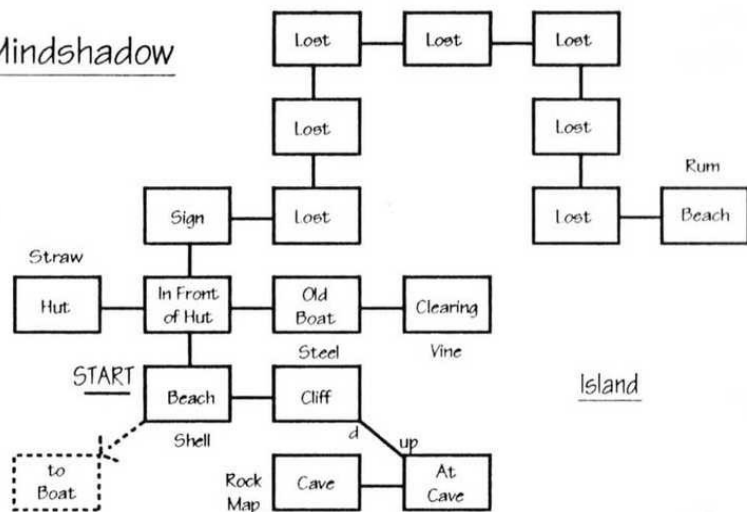 Mindshadow
Lost
Lost
Lost
Lost
Lost
Rum
Sign
Lost
Lost
Beach
Straw
Hut
In Front
of Hut
Old
Boat
Clearing
Steel
Vine
START
Beach
Cliff
Island
Shell
d
up
to
Boat
Rock
Map
Cave
At
Cave